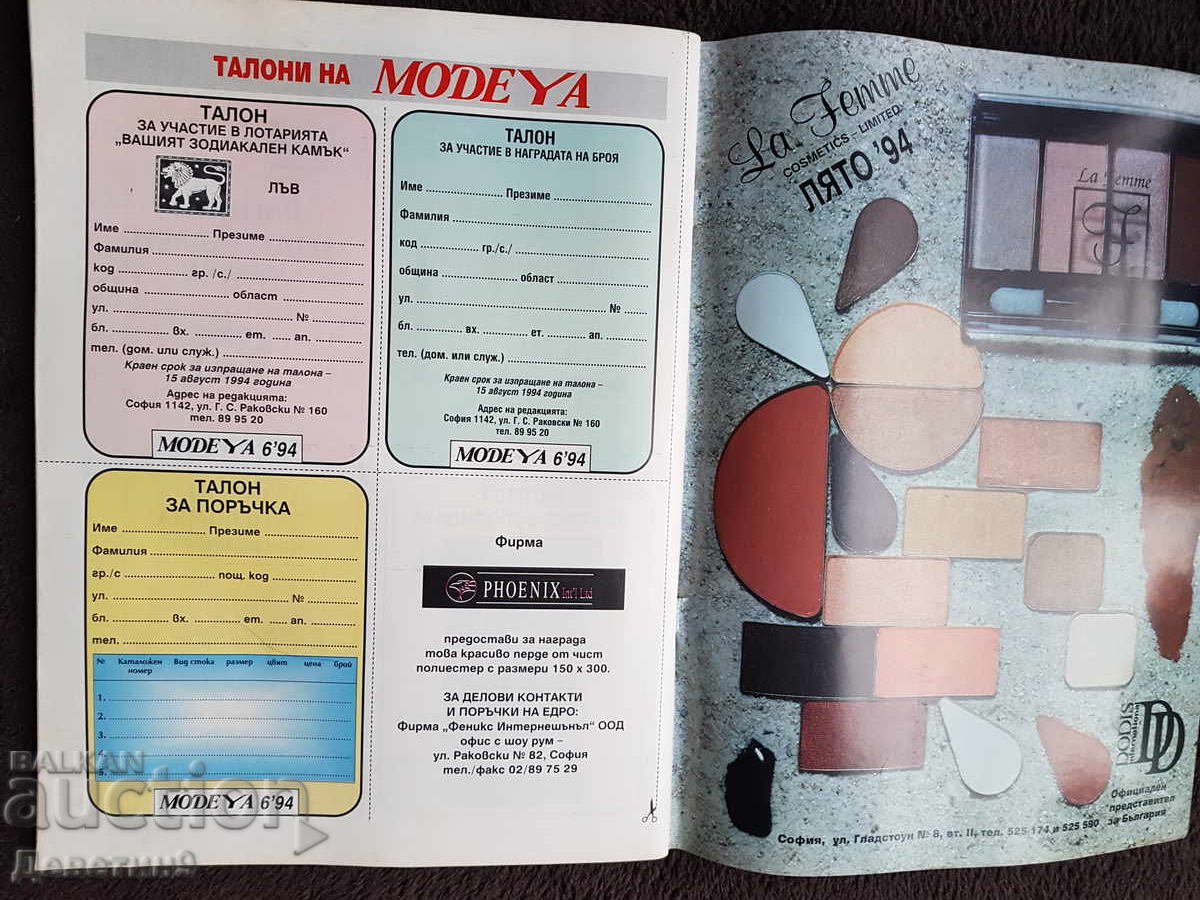 ТАЛОНИ НА MODEYA
ТАЛОН
ЗА УЧАСТИЕ В ЛОТАРИЯТА
„ВАШИЯТ ЗОДИАКАЛЕН КАМЪК“
ЛЪВ
Име ........ Презиме ........
Фамилия ........
код ........ гр. /с./ ........
община ........ област ........
ул. ........ № ........
бл. ........ вх. ........ ет. ...... ап. ........
тел. (дом. или служ.) ........
Краен срок за изпращане на талона –
15 август 1994 година
Адрес на редакцията:
София 1142, ул. Г. С. Раковски № 160
тел. 89 95 20
MODEYA 6'94
ТАЛОН
ЗА УЧАСТИЕ В НАГРАДАТА НА БРОЯ
Име ........ Презиме ........
Фамилия ........
код ........ гр./с./ ........
община ........ област ........
ул. ........ № ........
бл. ........ вх. ........ ет. ........ ап. ........
тел. (дом. или служ.) ........
Краен срок за изпращане на талона –
15 август 1994 година
Адрес на редакцията:
София 1142, ул. Г. С. Раковски № 160
тел. 89 95 20
MODEYA 6'94
ТАЛОН
ЗА ПОРЪЧКА
Име ........ Презиме ........
Фамилия ........
гр./с ........ пощ. код ........
ул. ........ № ........
бл. ........ вх. ........ ет. ...... ап. ........
тел. ........
№ Каталожен номер Вид стока размер цвят цена брой
1. ........
2. ........
3. ........
4. ........
5. ........
MODEYA 6'94
Фирма
PHOENIX Int'l Ltd
предостави за награда
това красиво перде от чист
полиестер с размери 150 х 300.
ЗА ДЕЛОВИ КОНТАКТИ
И ПОРЪЧКИ НА ЕДРО:
Фирма „Феникс Интернешънъл“ ООД
офис с шоу рум –
ул. Раковски № 82, София
тел./факс 02/89 75 29
La Femme
COSMETICS - LIMITED
ЛЯТО '94
La Femme
F
DODIS
International
DD
Официален
представител
за България
София, ул. Гладстоун № 8, ет. II, тел. 525 174 и 525 590
BALKAN
auction
Деветин9